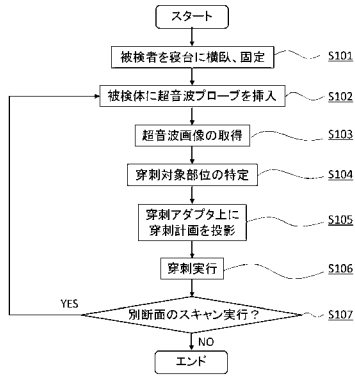 スタート
被検者を寝台に横臥、固定
S101
被検体に超音波プローブを挿入
S102
超音波画像の取得
S103
穿刺対象部位の特定
S104
穿刺アダプタ上に
穿刺計画を投影
S105
穿刺実行
S106
YES
別断面のスキャン実行？
S107
NO
エンド